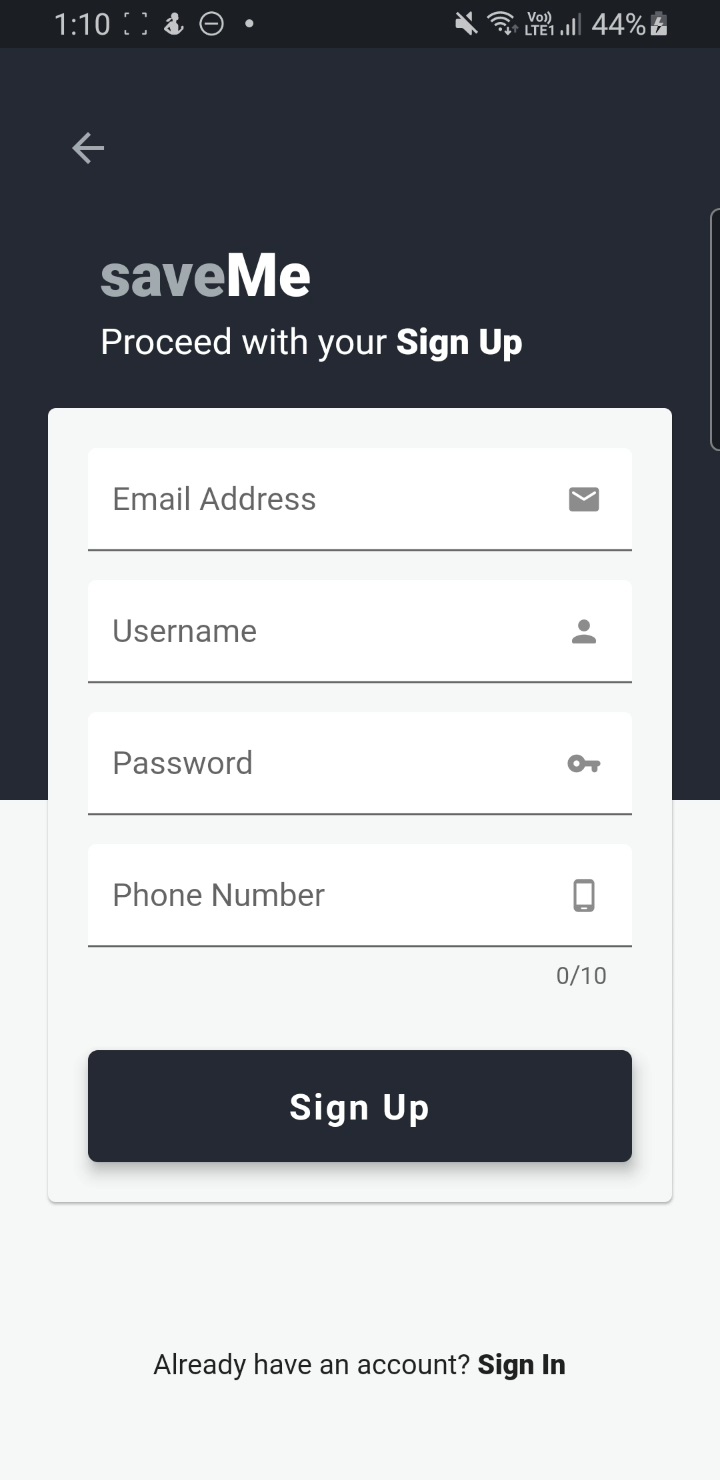 1:10 Vo)) LTE1 44%
saveMe
Proceed with your Sign Up
Email Address
Username
Password
Phone Number
0/10
Sign Up
Already have an account? Sign In